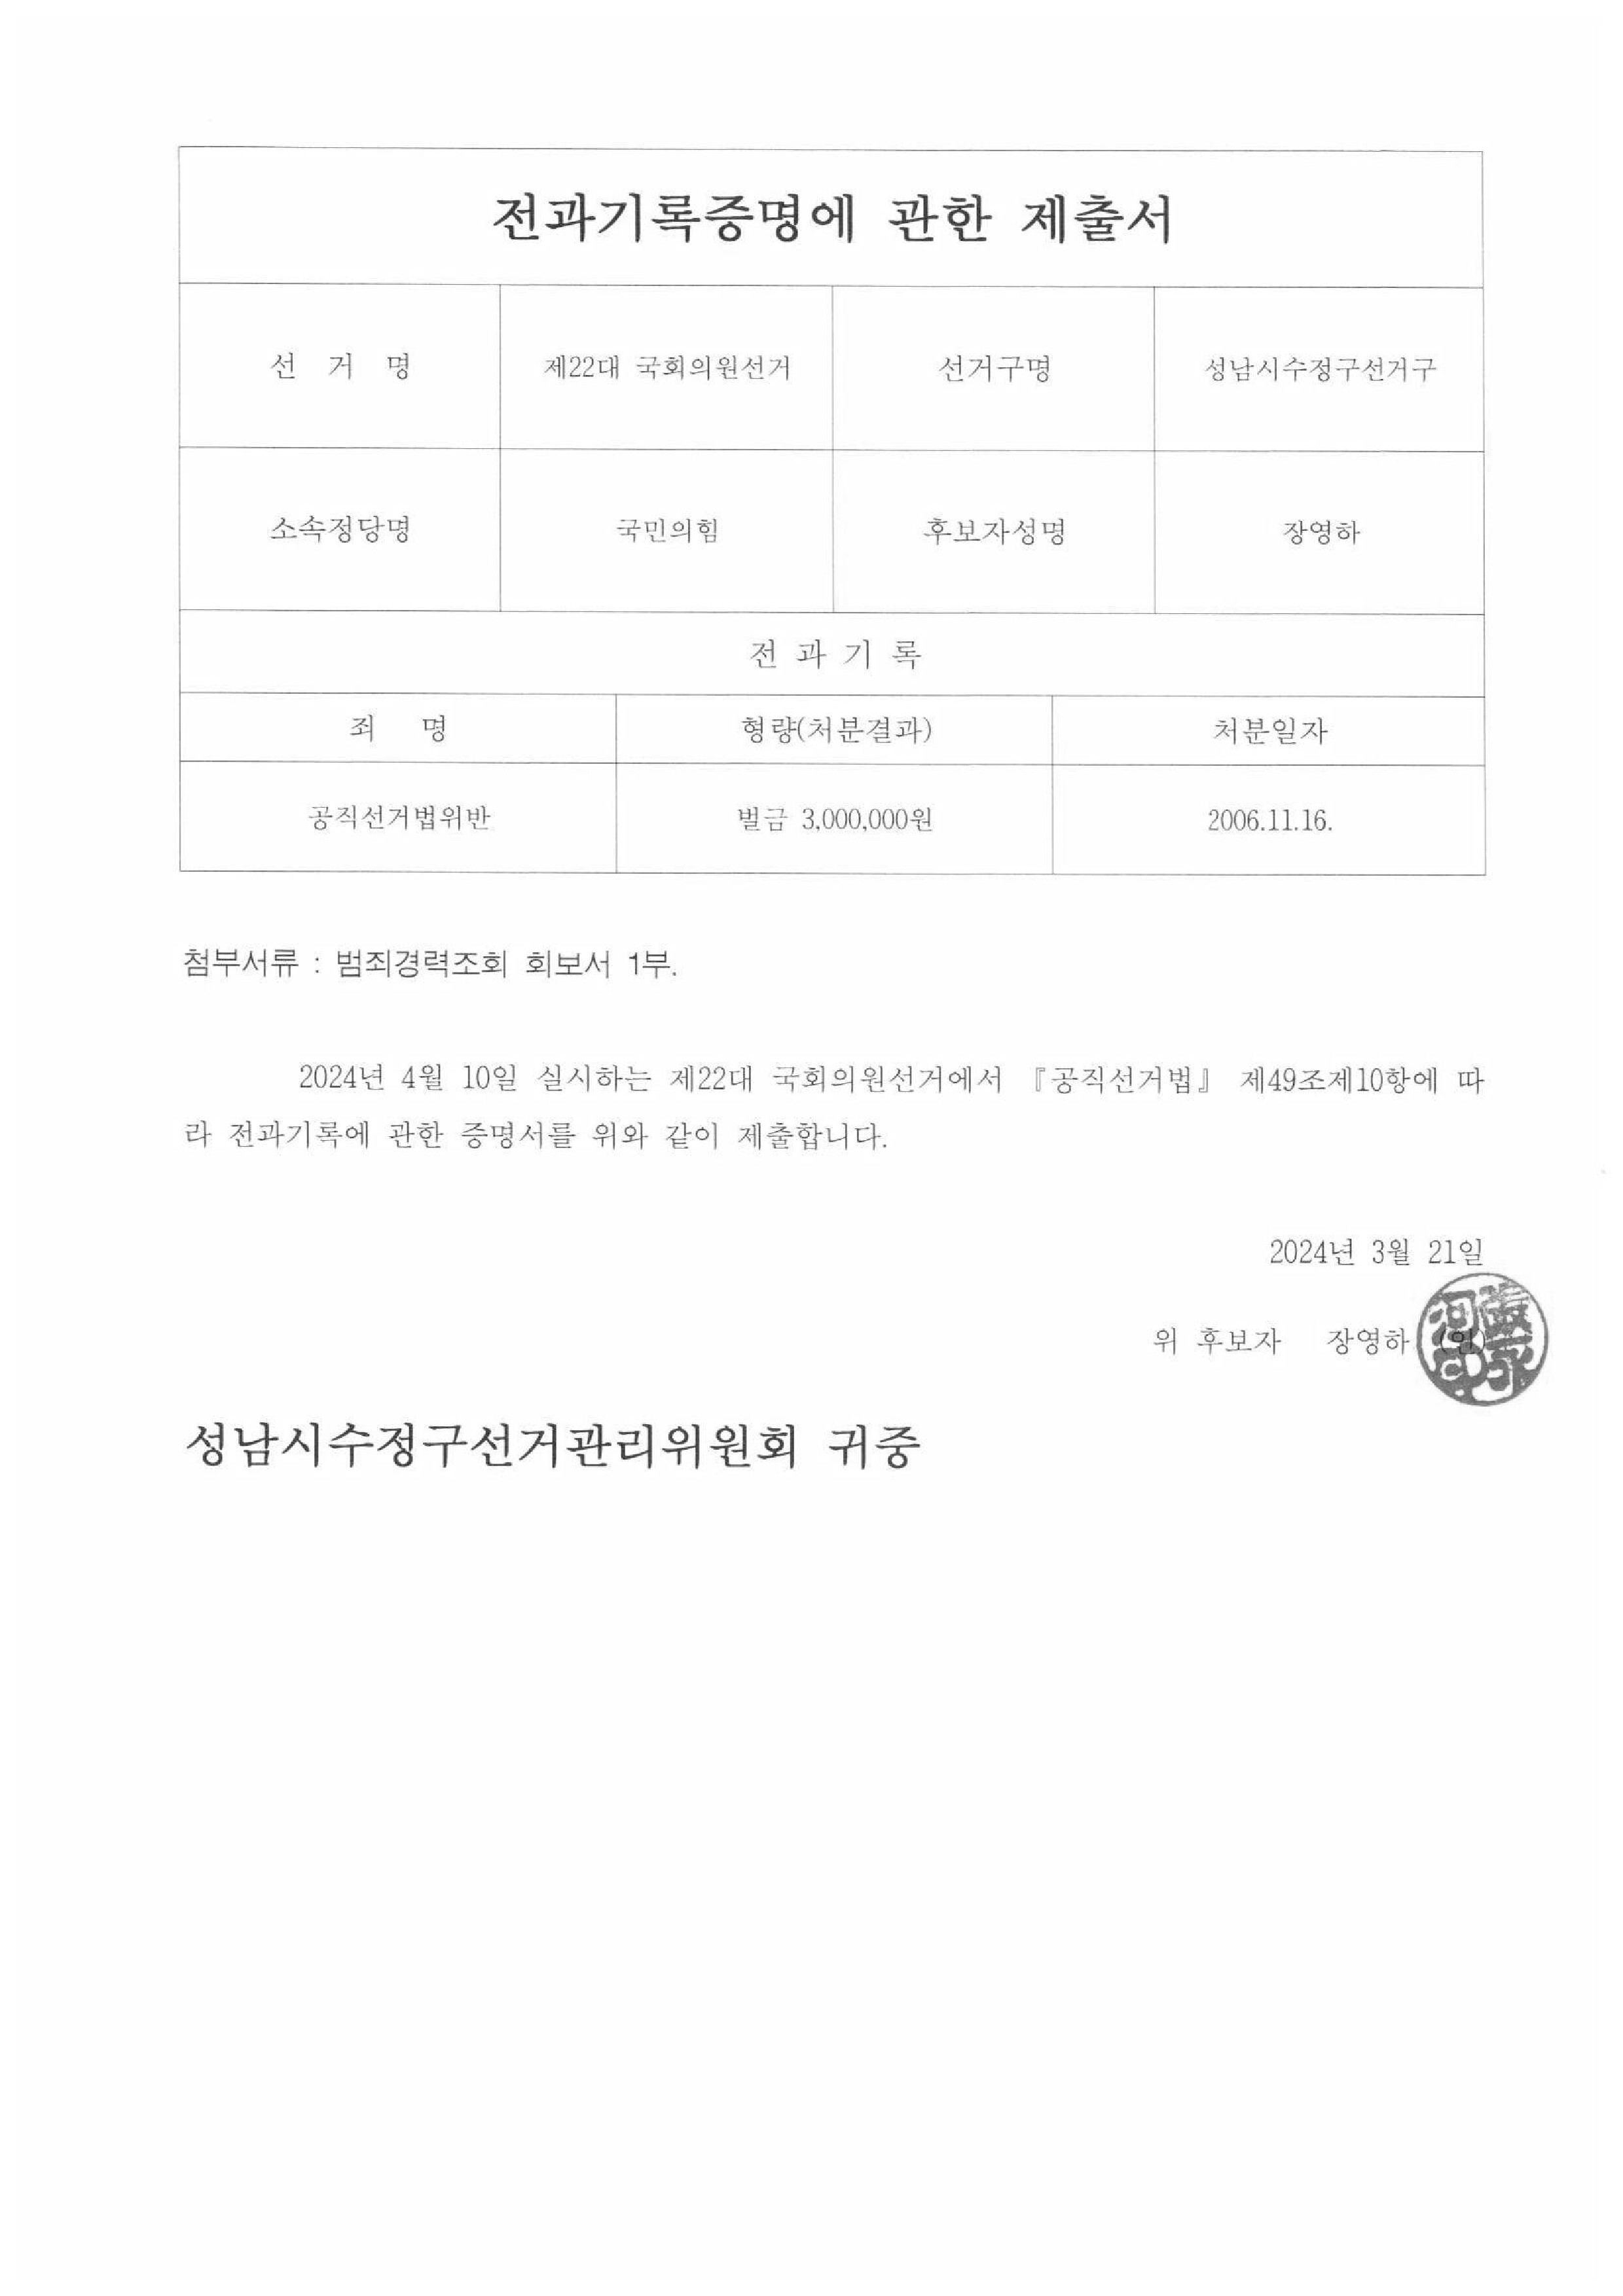 전과기록증명에 관한 제출서
선 거 명 제22대 국회의원선거 선거구명 성남시수정구선거구
소속정당명 국민의힘 후보자성명 장영하
전 과 기 록
죄 명 형량(처분결과) 처분일자
공직선거법위반 벌금 3,000,000원 2006.11.16.
첨부서류 : 범죄경력조회 회보서 1부.
2024년 4월 10일 실시하는 제22대 국회의원선거에서 『공직선거법』 제49조제10항에 따
라 전과기록에 관한 증명서를 위와 같이 제출합니다.
2024년 3월 21일
위 후보자 장영하 (인)
성남시수정구선거관리위원회 귀중